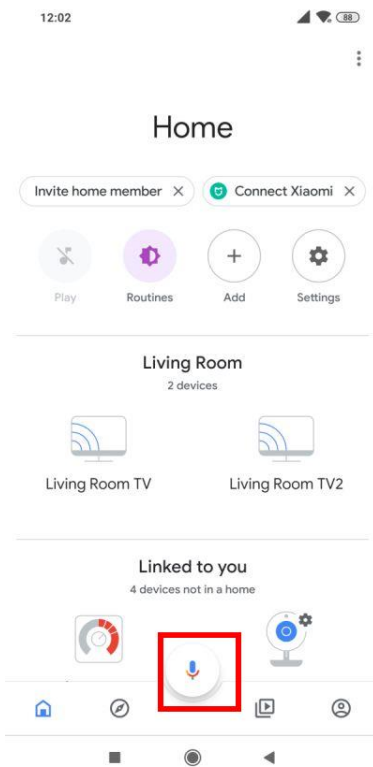 12:02
88
Home
Invite home member
Connect Xiaomi
Play
Routines
Add
Settings
Living Room
2 devices
Living Room TV
Living Room TV2
Linked to you
4 devices not in a home